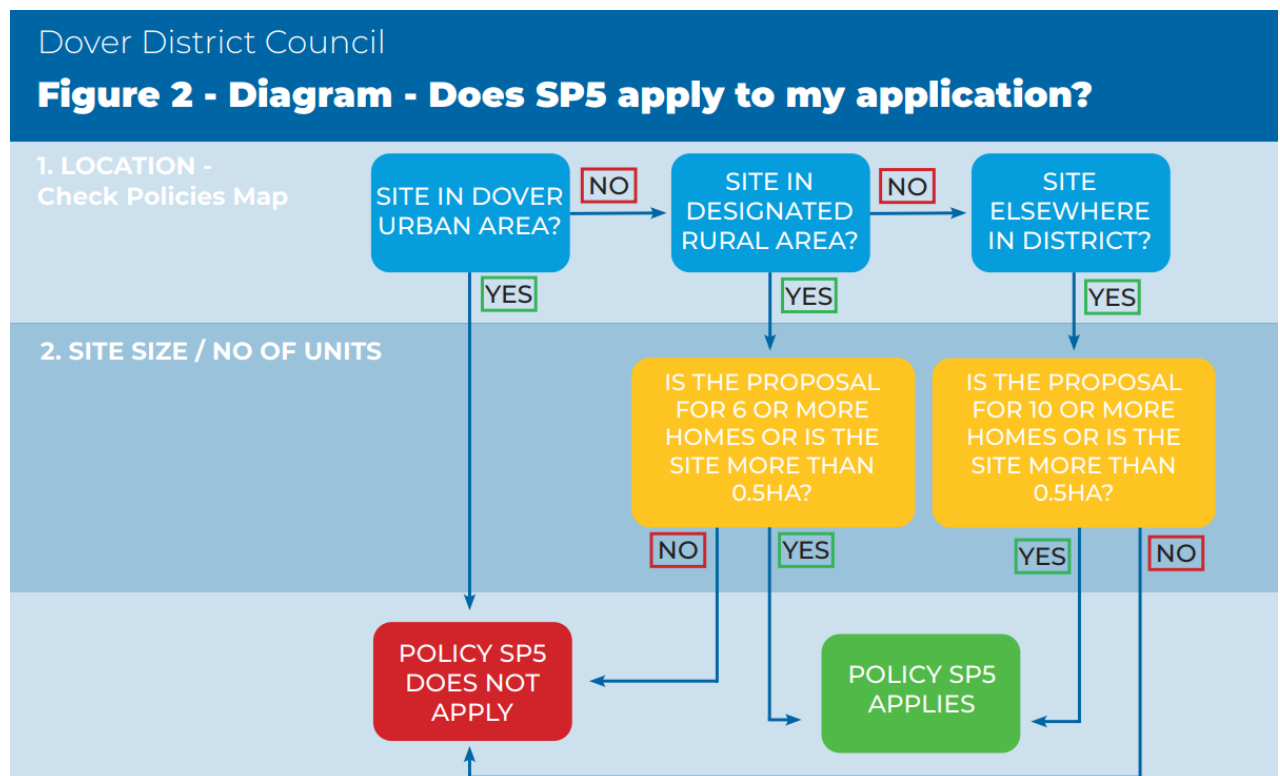 Dover District Council
Figure 2 - Diagram - Does SP5 apply to my application?
1. LOCATION -
Check Policies Map
SITE IN DOVER
URBAN AREA?
NO
SITE IN
DESIGNATED
RURAL AREA?
NO
SITE
ELSEWHERE
IN DISTRICT?
YES
YES
YES
2. SITE SIZE / NO OF UNITS
IS THE PROPOSAL
FOR 6 OR MORE
HOMES OR IS THE
SITE MORE THAN
0.5HA?
IS THE PROPOSAL
FOR 10 OR MORE
HOMES OR IS THE
SITE MORE THAN
0.5HA?
NO
YES
YES
NO
POLICY SP5
DOES NOT
APPLY
POLICY SP5
APPLIES